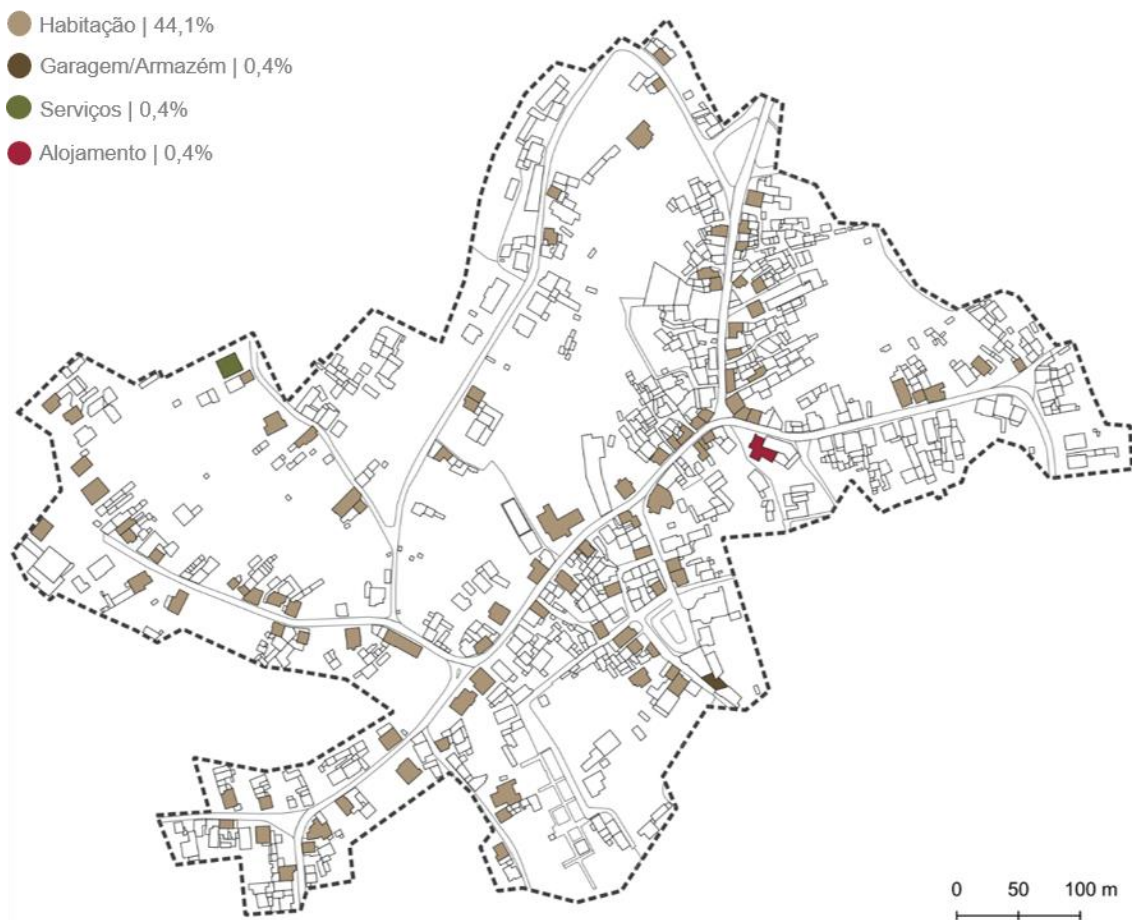 Habitação | 44,1%
Garagem/Armazém | 0,4%
Serviços | 0,4%
Alojamento | 0,4%
0 50 100 m